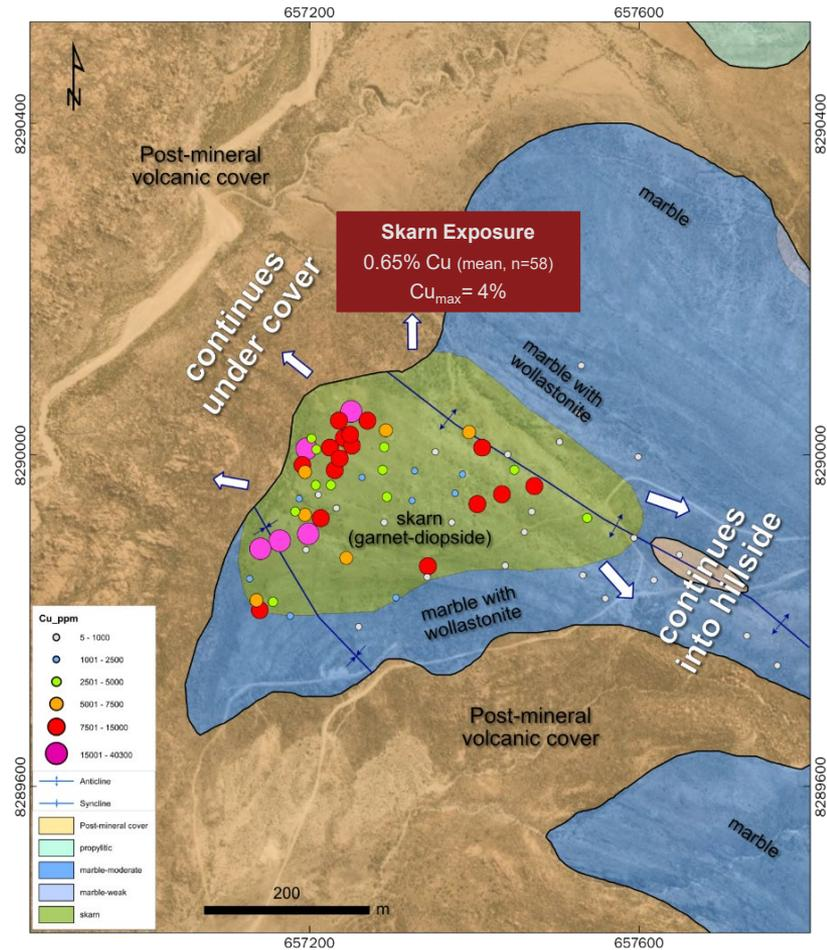 657200
657600
8290400
8290400
N
Post-mineral
volcanic cover
marble
Skarn Exposure
0.65% Cu (mean, n=58)
Cumax= 4%
continues
under cover
marble with
wollastonite
8290000
8290000
skarn
(garnet-diopside)
continues
into hillside
marble with
wollastonite
Post-mineral
volcanic cover
marble
8289600
8289600
Cu_ppm
5 - 1000
1001 - 2500
2501 - 5000
5001 - 7500
7501 - 15000
15001 - 40300
Anticline
Syncline
Post-mineral cover
propylitic
marble-moderate
marble-weak
skarn
200
m
657200
657600